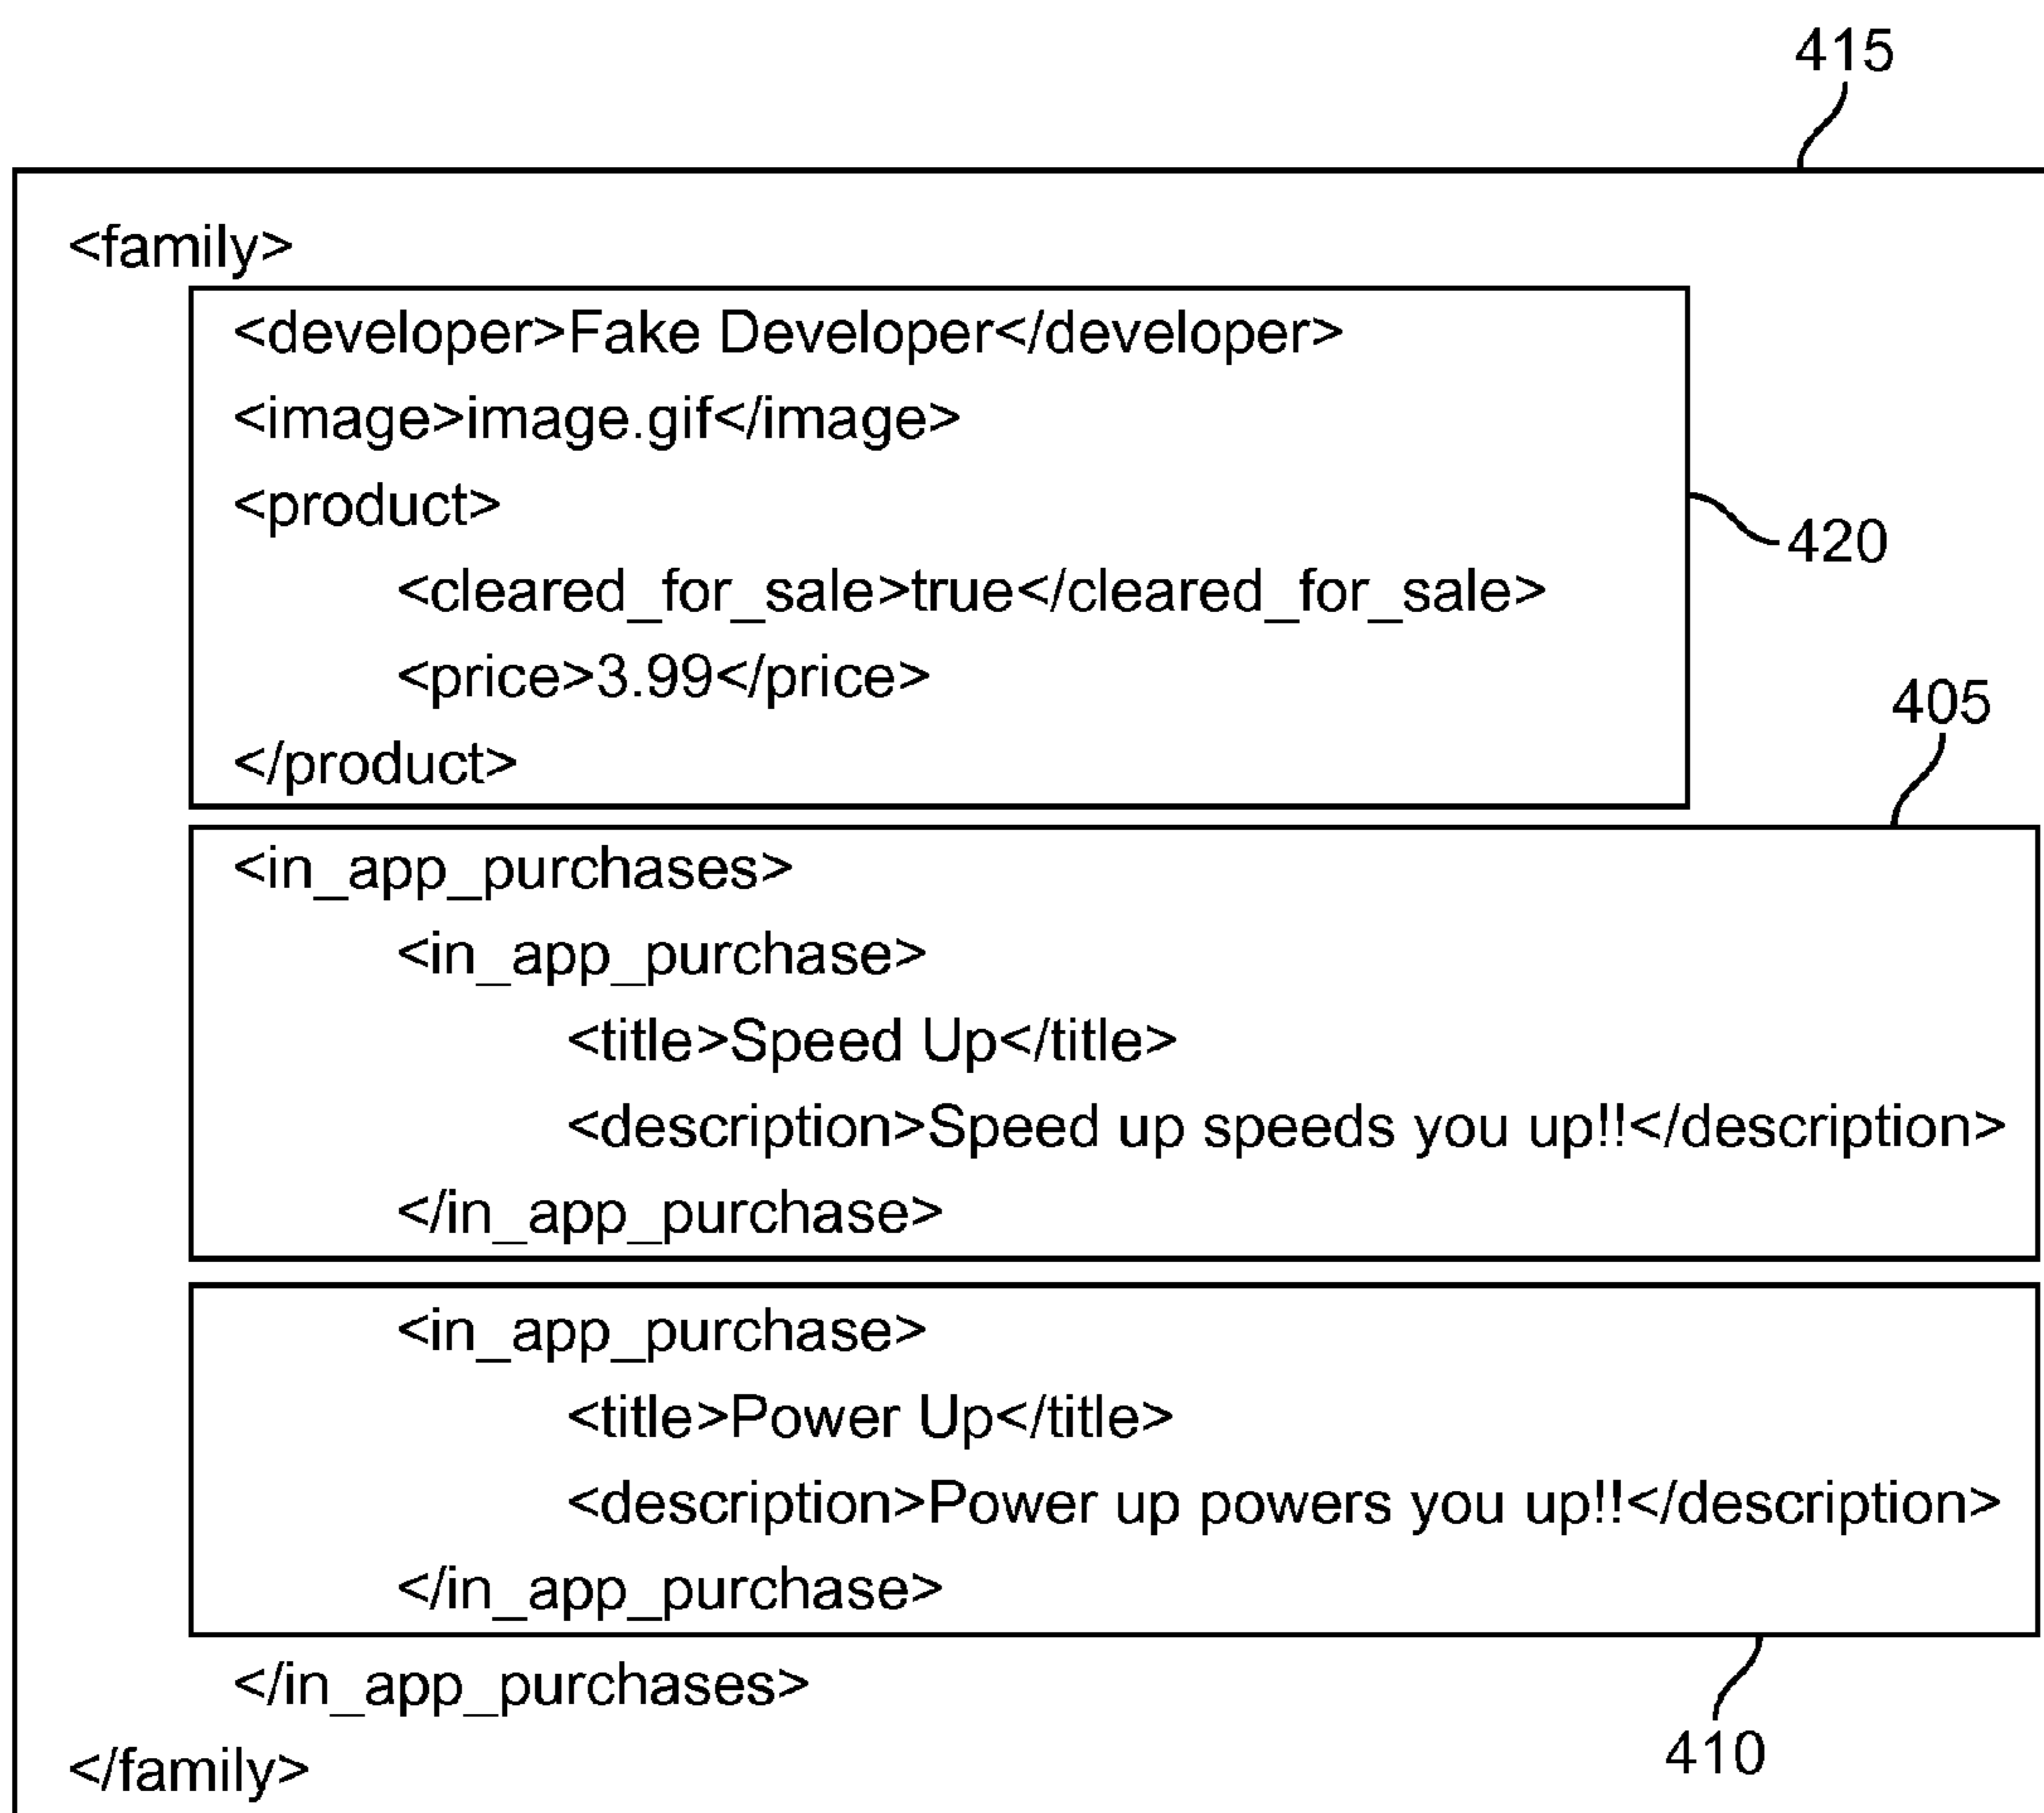 415
<family>
<developer>Fake Developer</developer>
<image>image.gif</image>
<product>
420
<cleared_for_sale>true</cleared_for_sale>
<price>3.99</price>
405
</product>
<in_app_purchases>
<in_app_purchase>
<title>Speed Up</title>
<description>Speed up speeds you up!!</description>
</in_app_purchase>
<in_app_purchase>
<title>Power Up</title>
<description>Power up powers you up!!</description>
</in_app_purchase>
</in_app_purchases>
410
</family>